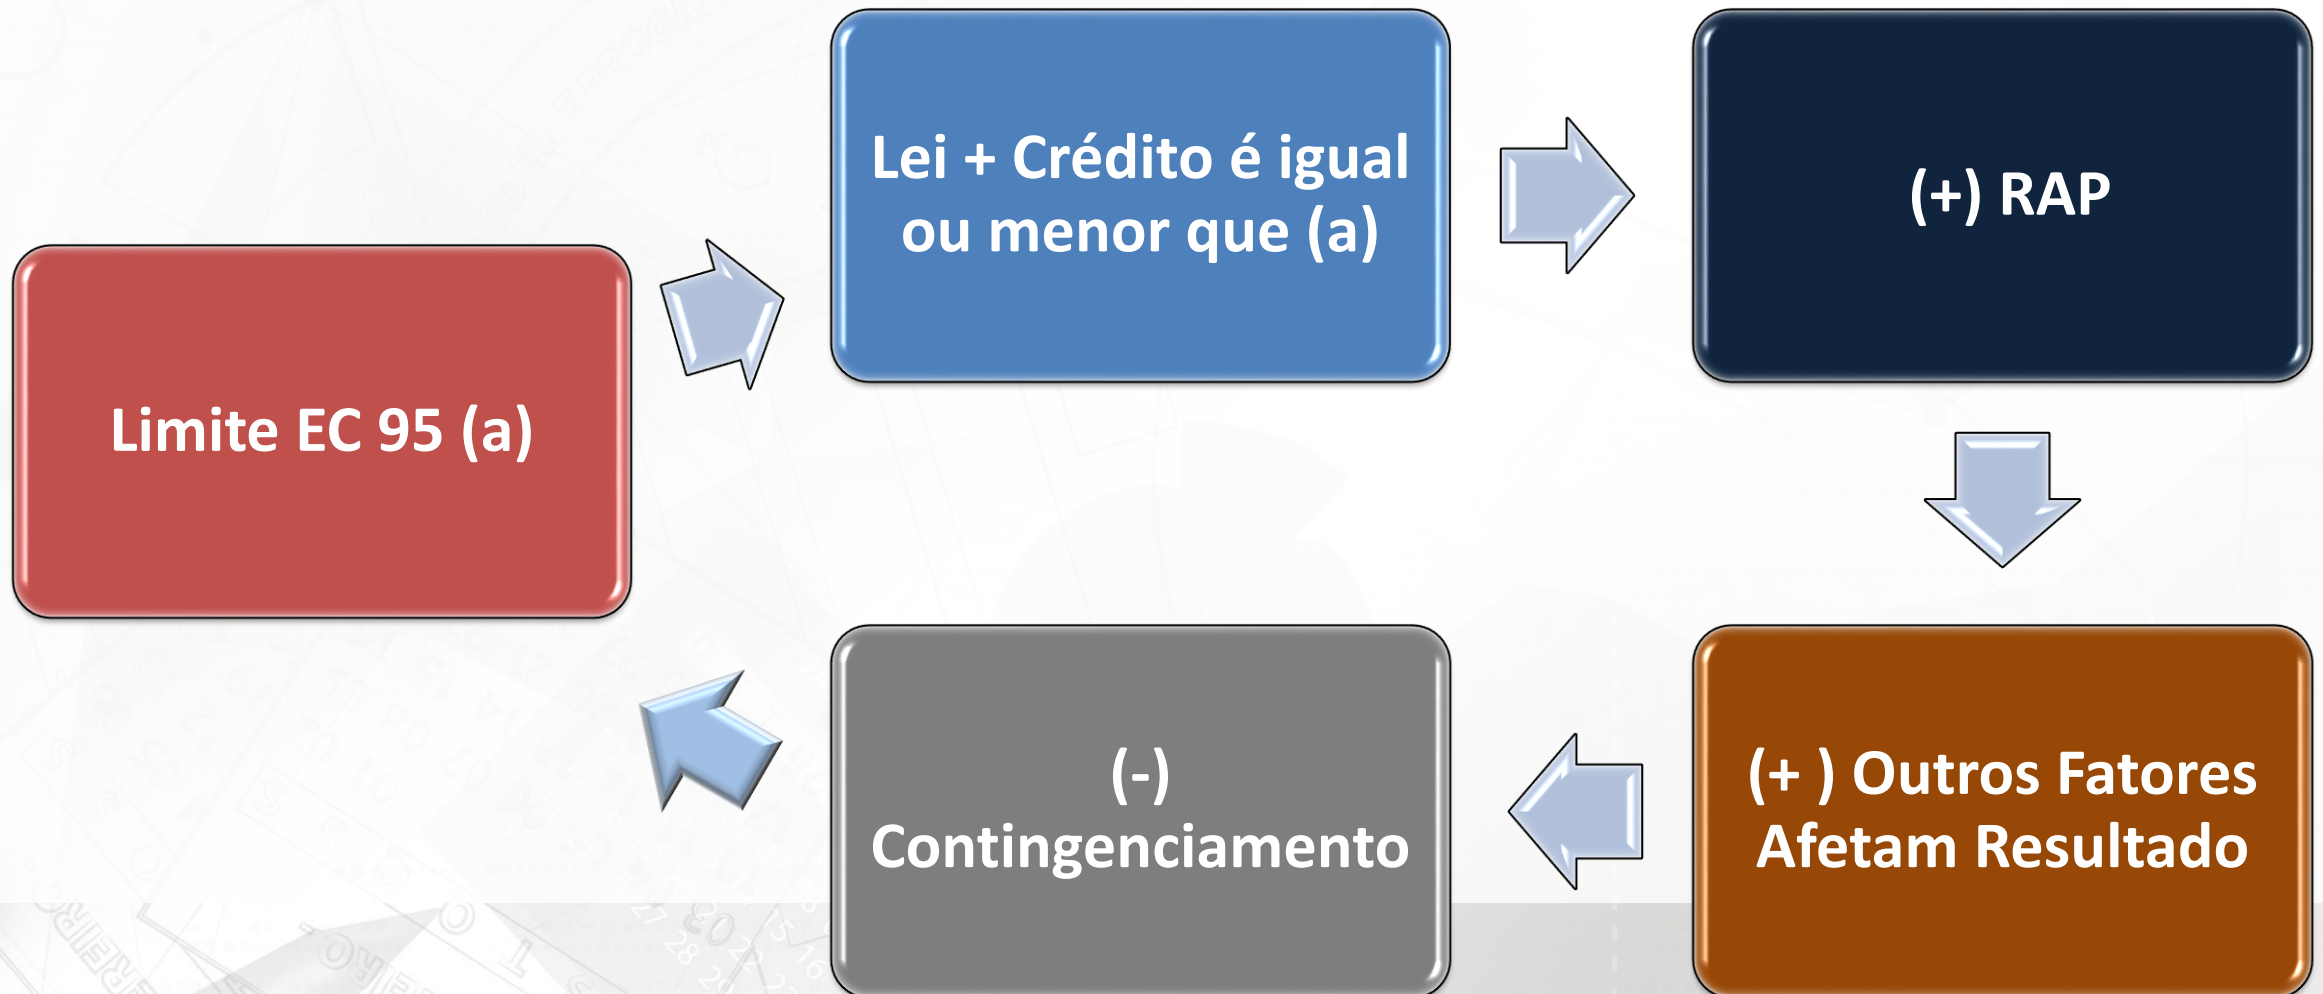 Limite EC 95 (a)
Lei + Crédito é igual
ou menor que (a)
(+) RAP
(+ ) Outros Fatores
Afetam Resultado
(-)
Contingenciamento